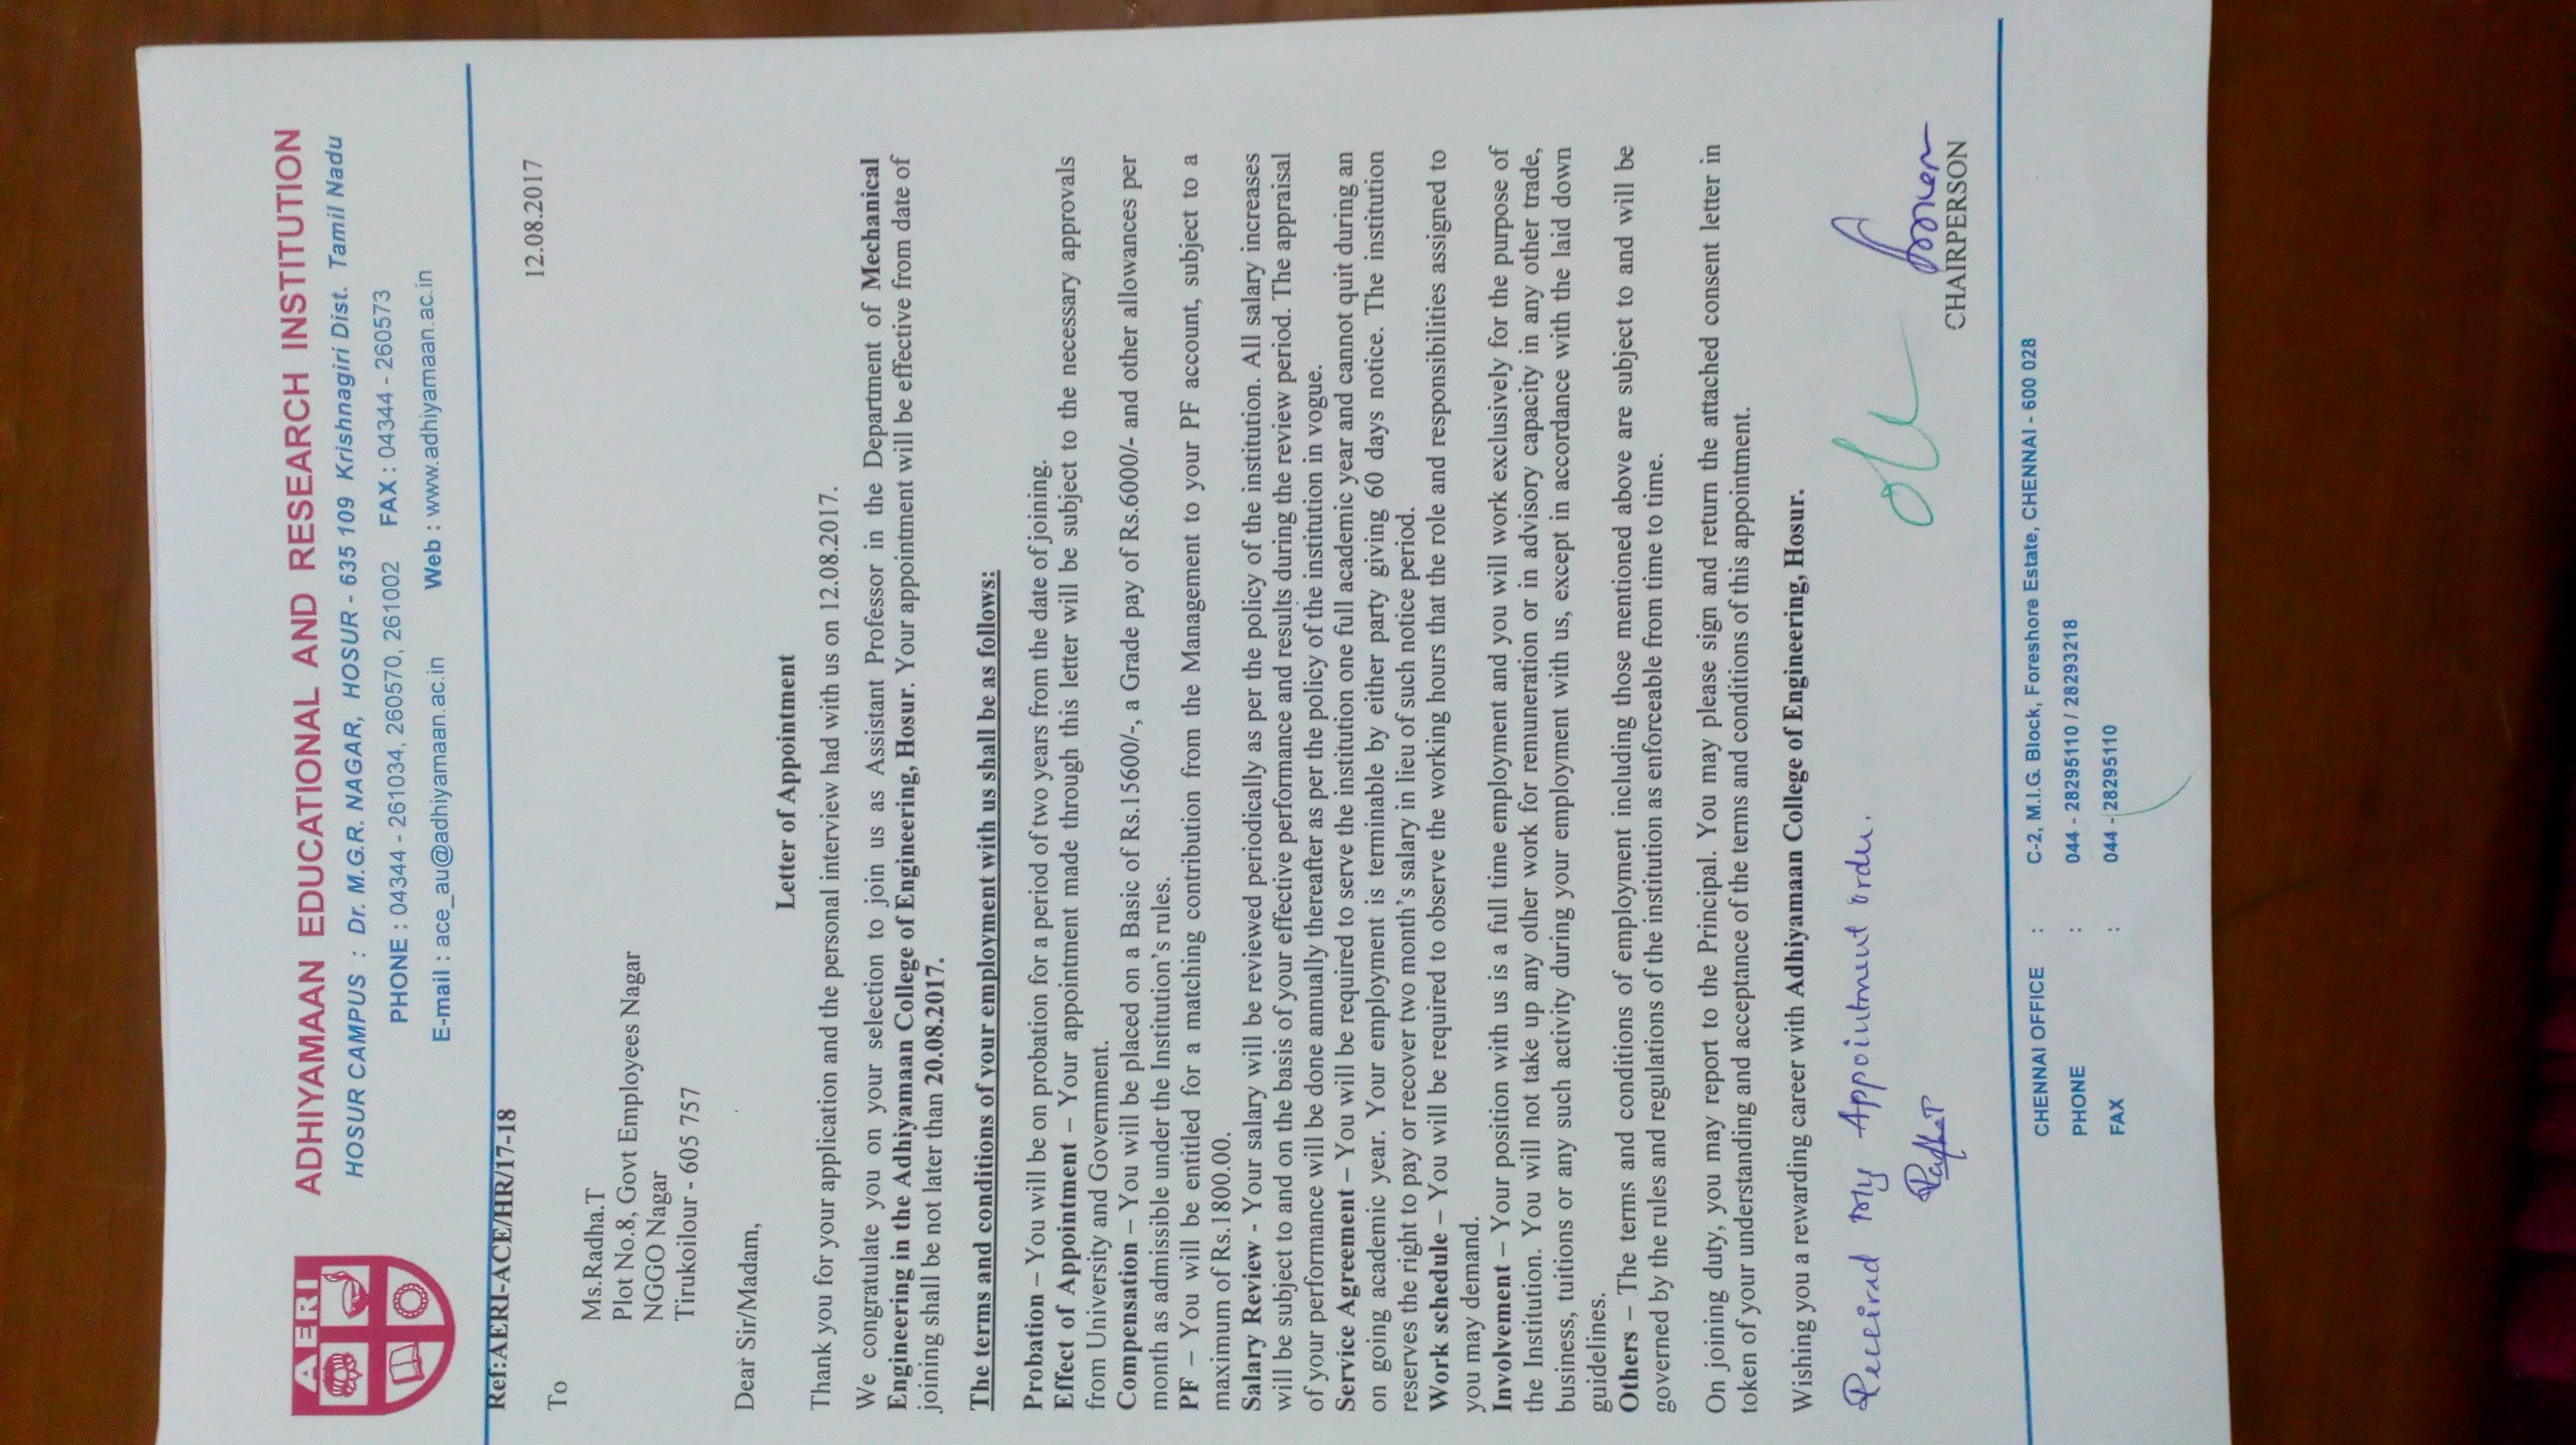 AERI
ADHIYAMAAN EDUCATIONAL AND RESEARCH INSTITUTION
HOSUR CAMPUS : Dr. M.G.R. NAGAR, HOSUR - 635 109 Krishnagiri Dist. Tamil Nadu
PHONE : 04344 - 261034, 260570, 261002 FAX : 04344 - 260573
E-mail : ace_au@adhiyamaan.ac.in Web : www.adhiyamaan.ac.in
Ref:AERI-ACE/HR/17-18
12.08.2017
To
Ms.Radha.T
Plot No.8, Govt Employees Nagar
NGGO Nagar
Tirukoilour - 605 757
Dear Sir/Madam,
Letter of Appointment
Thank you for your application and the personal interview had with us on 12.08.2017.
We congratulate you on your selection to join us as Assistant Professor in the Department of Mechanical
Engineering in the Adhiyamaan College of Engineering, Hosur. Your appointment will be effective from date of
joining shall be not later than 20.08.2017.
The terms and conditions of your employment with us shall be as follows:
Probation – You will be on probation for a period of two years from the date of joining.
Effect of Appointment – Your appointment made through this letter will be subject to the necessary approvals
from University and Government.
Compensation – You will be placed on a Basic of Rs.15600/-, a Grade pay of Rs.6000/- and other allowances per
month as admissible under the Institution's rules.
PF – You will be entitled for a matching contribution from the Management to your PF account, subject to a
maximum of Rs.1800.00.
Salary Review - Your salary will be reviewed periodically as per the policy of the institution. All salary increases
will be subject to and on the basis of your effective performance and results during the review period. The appraisal
of your performance will be done annually thereafter as per the policy of the institution in vogue.
Service Agreement – You will be required to serve the institution one full academic year and cannot quit during an
on going academic year. Your employment is terminable by either party giving 60 days notice. The institution
reserves the right to pay or recover two month's salary in lieu of such notice period.
Work schedule – You will be required to observe the working hours that the role and responsibilities assigned to
you may demand.
Involvement – Your position with us is a full time employment and you will work exclusively for the purpose of
the Institution. You will not take up any other work for remuneration or in advisory capacity in any other trade,
business, tuitions or any such activity during your employment with us, except in accordance with the laid down
guidelines.
Others – The terms and conditions of employment including those mentioned above are subject to and will be
governed by the rules and regulations of the institution as enforceable from time to time.
On joining duty, you may report to the Principal. You may please sign and return the attached consent letter in
token of your understanding and acceptance of the terms and conditions of this appointment.
Wishing you a rewarding career with Adhiyamaan College of Engineering, Hosur.
Received my Appointment order.
CHAIRPERSON
CHENNAI OFFICE : C-2, M.I.G. Block, Foreshore Estate, CHENNAI - 600 028
PHONE : 044 - 28295110 / 28293218
FAX : 044 - 28295110